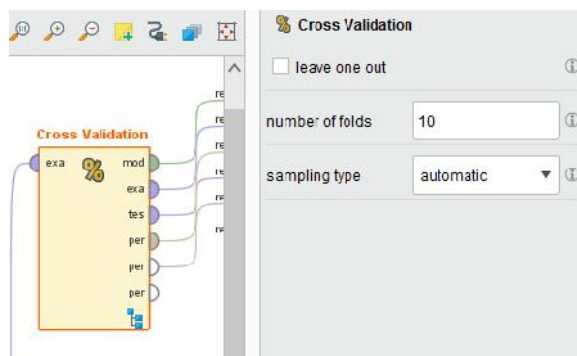 Cross Validation
exa
mod
exa
tes
per
per
per
re
re
re
re
re
% Cross Validation
leave one out
number of folds
10
sampling type
automatic